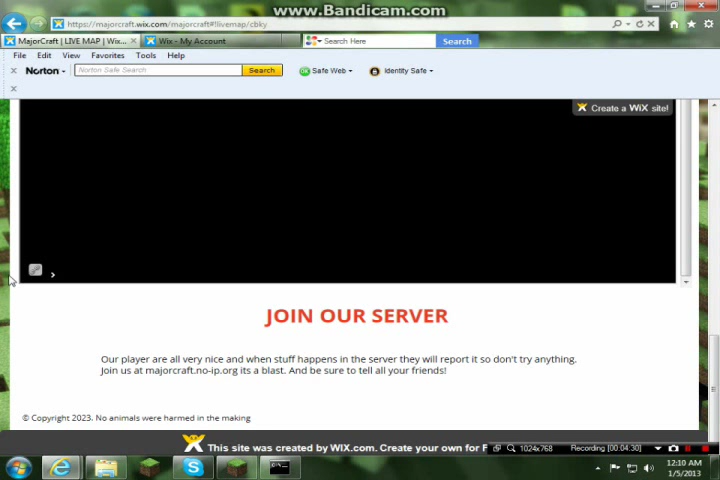 www.Bandicam.com
https://majorcraft.wix.com/majorcraft#!livemap/cbky
MajorCraft | LIVE MAP | Wix... Wix - My Account Search Here Search
File Edit View Favorites Tools Help
Norton Norton Safe Search Search OK Safe Web Identity Safe
Create a WiX site!
JOIN OUR SERVER
Our player are all very nice and when stuff happens in the server they will report it so don't try anything.
Join us at majorcraft.no-ip.org its a blast. And be sure to tell all your friends!
© Copyright 2023. No animals were harmed in the making
This site was created by WIX.com. Create your own for F 1024x768 Recording [00:04:30]
12:10 AM
1/5/2013